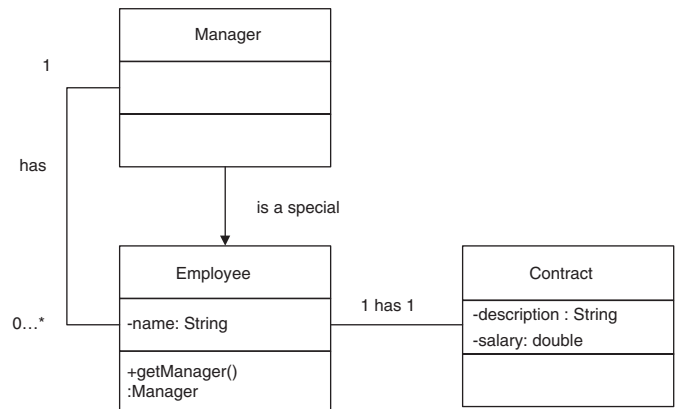 Manager
1
has
is a special
Employee
Contract
0...*
-name: String
1 has 1
-description : String
-salary: double
+getManager()
:Manager